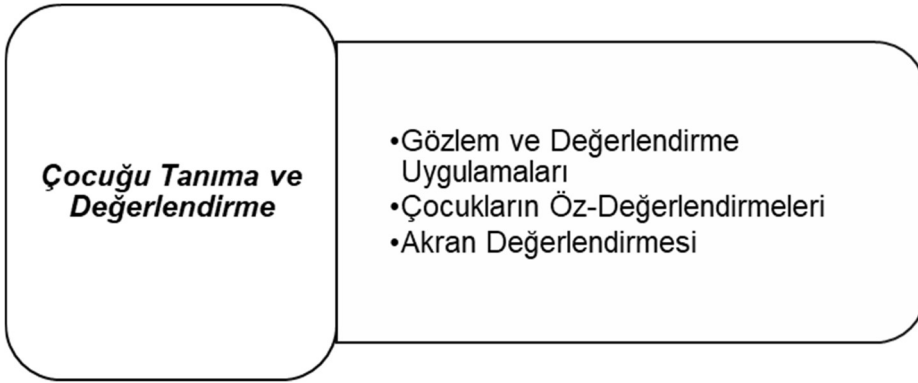 Çocuğu Tanıma ve
Değerlendirme
•Gözlem ve Değerlendirme
Uygulamaları
•Çocukların Öz-Değerlendirmeleri
•Akran Değerlendirmesi